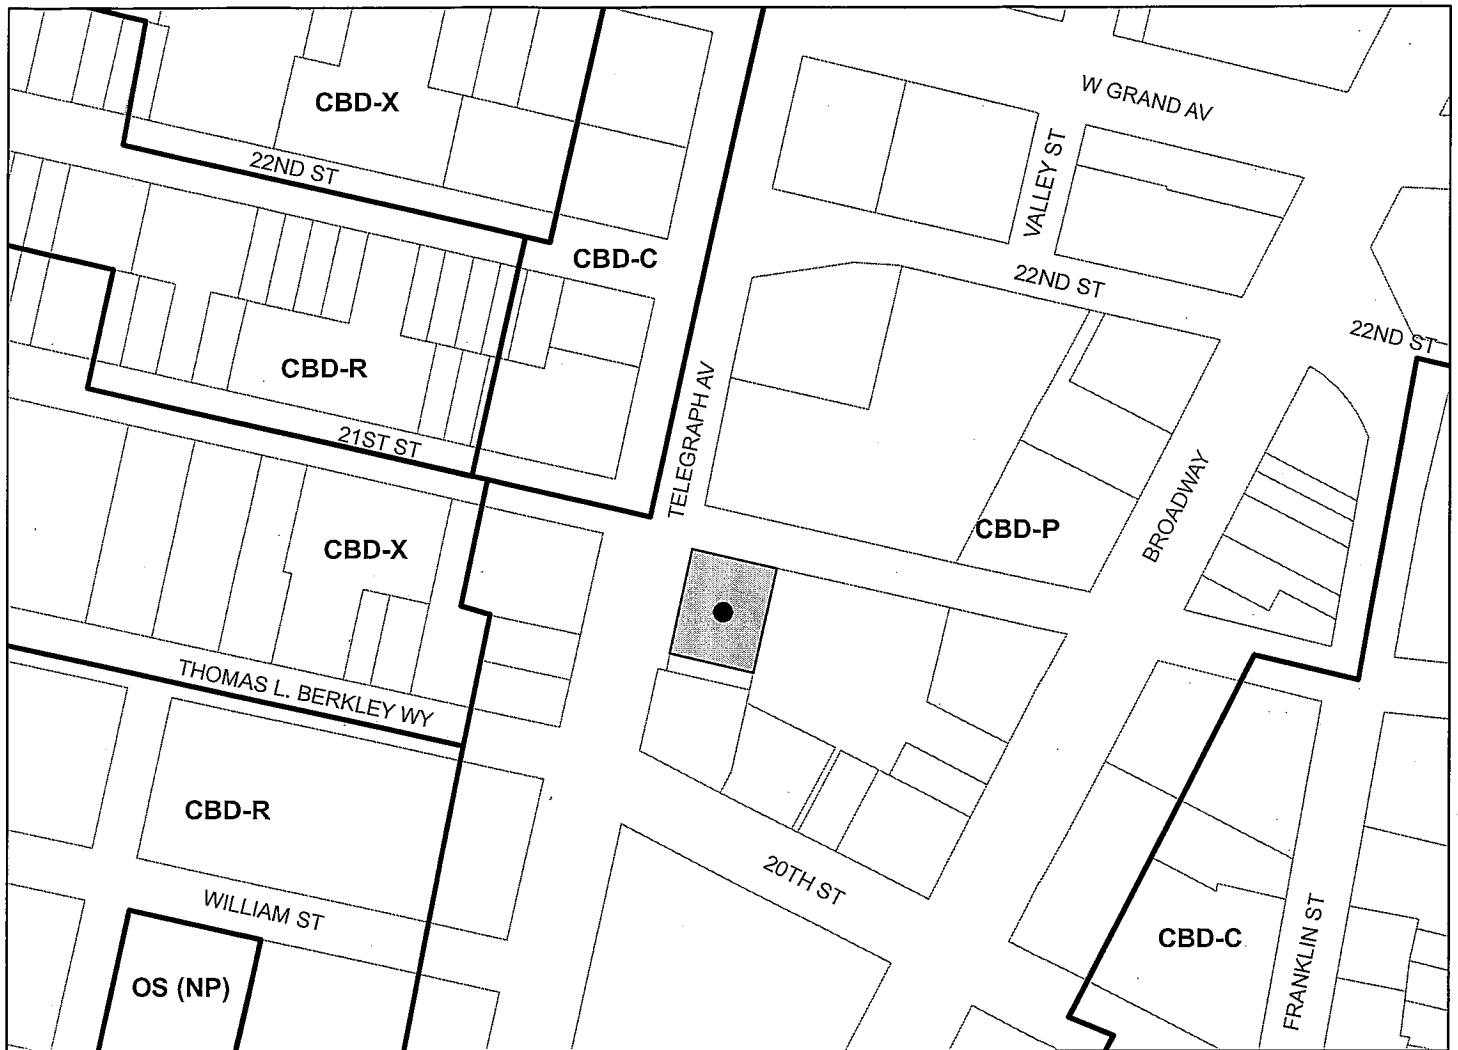 CBD-X
W GRAND AV
22ND ST
VALLEY ST
CBD-C
22ND ST
22ND ST
CBD-R
TELEGRAPH AV
21ST ST
BROADWAY
CBD-P
CBD-X
THOMAS L. BERKLEY WY
CBD-R
20TH ST
WILLIAM ST
FRANKLIN ST
CBD-C
OS (NP)